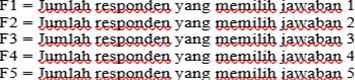 F1 = Jumlah responden yang memilih jawaban 1
F2 = Jumlah responden yang memilih jawaban 2
F3 = Jumlah responden yang memilih jawaban 3
F4 = Jumlah responden yang memilih jawaban 4
F5 = Jumlah responden yang memilih jawaban 5